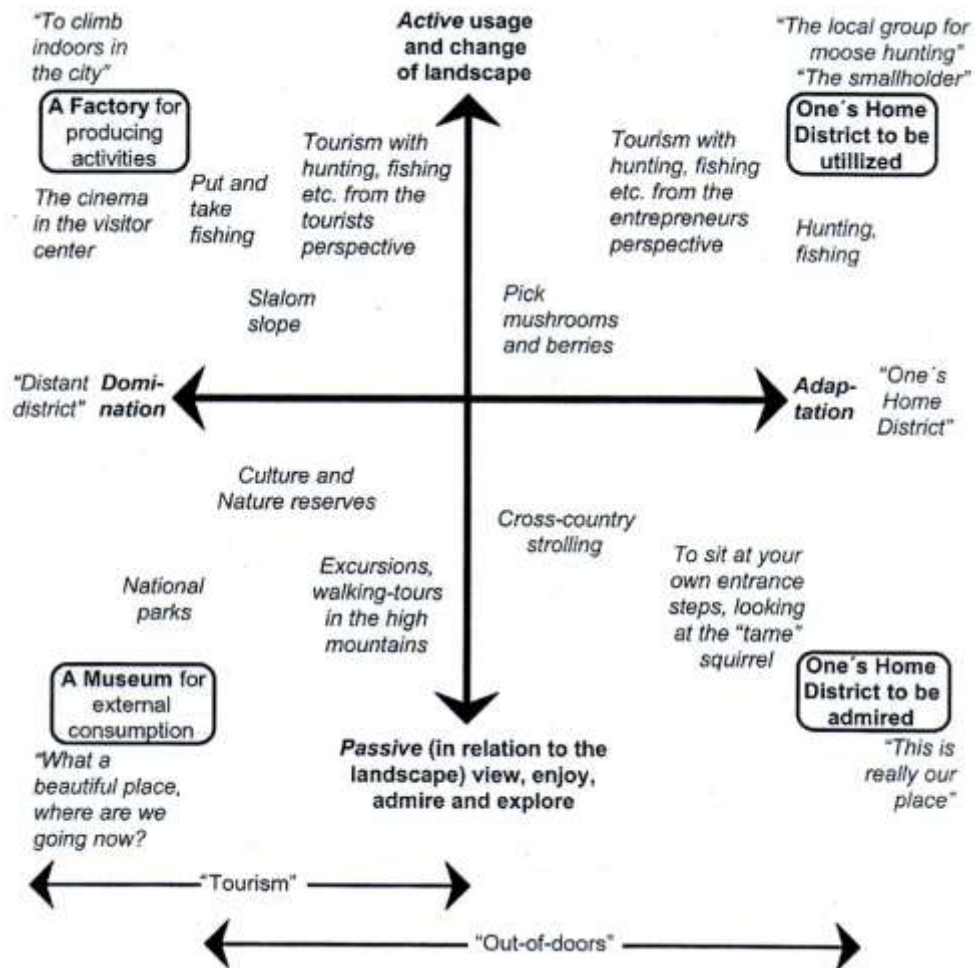 "To climb
indoors in
the city"
Active usage
and change
of landscape
"The local group for
moose hunting"
"The smallholder"
A Factory for
producing
activities
One´s Home
District to be
utillized
The cinema
in the visitor
center
Put and
take
fishing
Tourism with
hunting, fishing
etc. from the
tourists
perspective
Tourism with
hunting, fishing
etc. from the
entrepreneurs
perspective
Hunting,
fishing
Slalom
slope
Pick
mushrooms
and berries
"Distant
district"
Domi-
nation
Adap-
tation
"One´s
Home
District"
Culture and
Nature reserves
Cross-country
strolling
National
parks
Excursions,
walking-tours
in the high
mountains
To sit at your
own entrance
steps, looking
at the "tame"
squirrel
A Museum for
external
consumption
One´s Home
District to be
admired
"What a
beautiful place,
where are we
going now?
Passive (in relation to the
landscape) view, enjoy,
admire and explore
"This is
really our
place"
"Tourism"
"Out-of-doors"